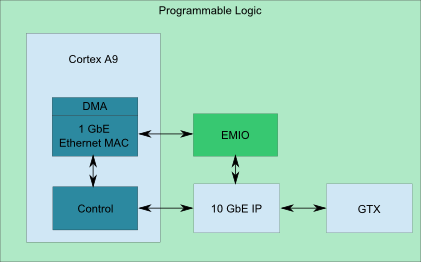 Programmable Logic
Cortex A9
DMA
1 GbE
Ethernet MAC
EMIO
Control
10 GbE IP
GTX